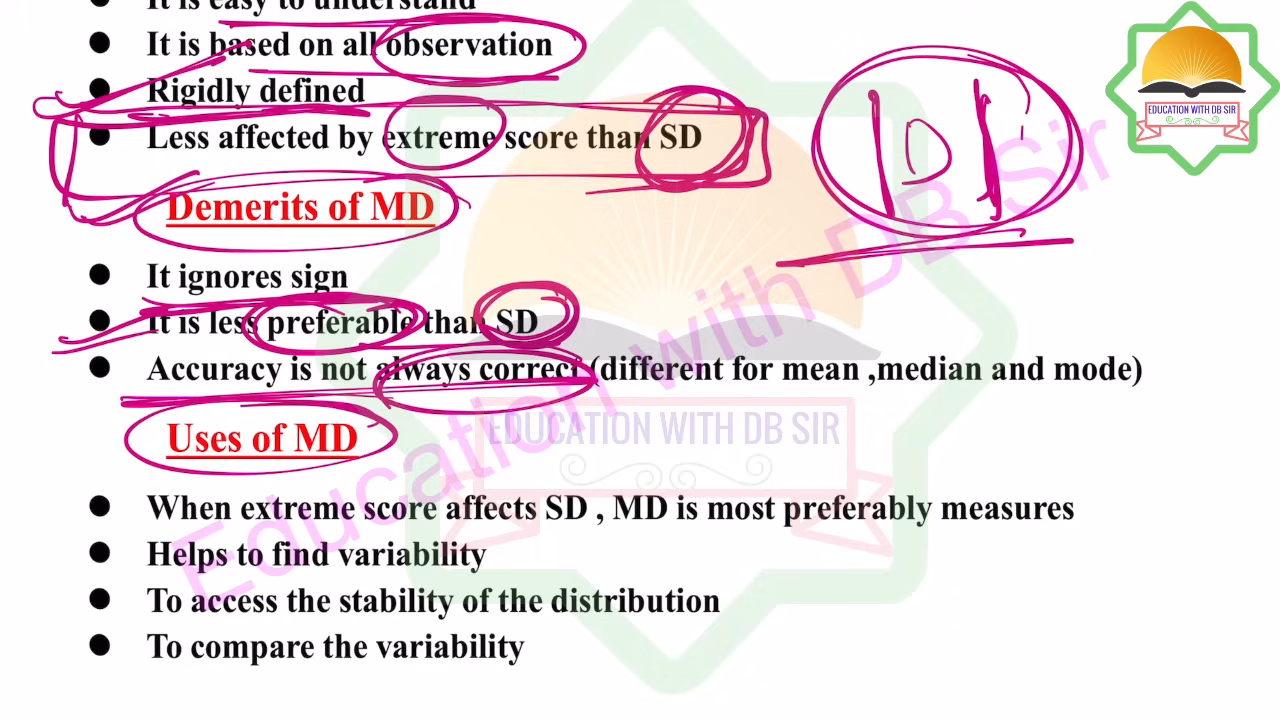 It is easy to understand
It is based on all observation
Rigidly defined
Less affected by extreme score than SD
Demerits of MD
It ignores sign
It is less preferable than SD
Accuracy is not always correct (different for mean ,median and mode)
Uses of MD
When extreme score affects SD , MD is most preferably measures
Helps to find variability
To access the stability of the distribution
To compare the variability
EDUCATION WITH DB SIR
EDUCATION WITH DB SIR
Education with DB Sir